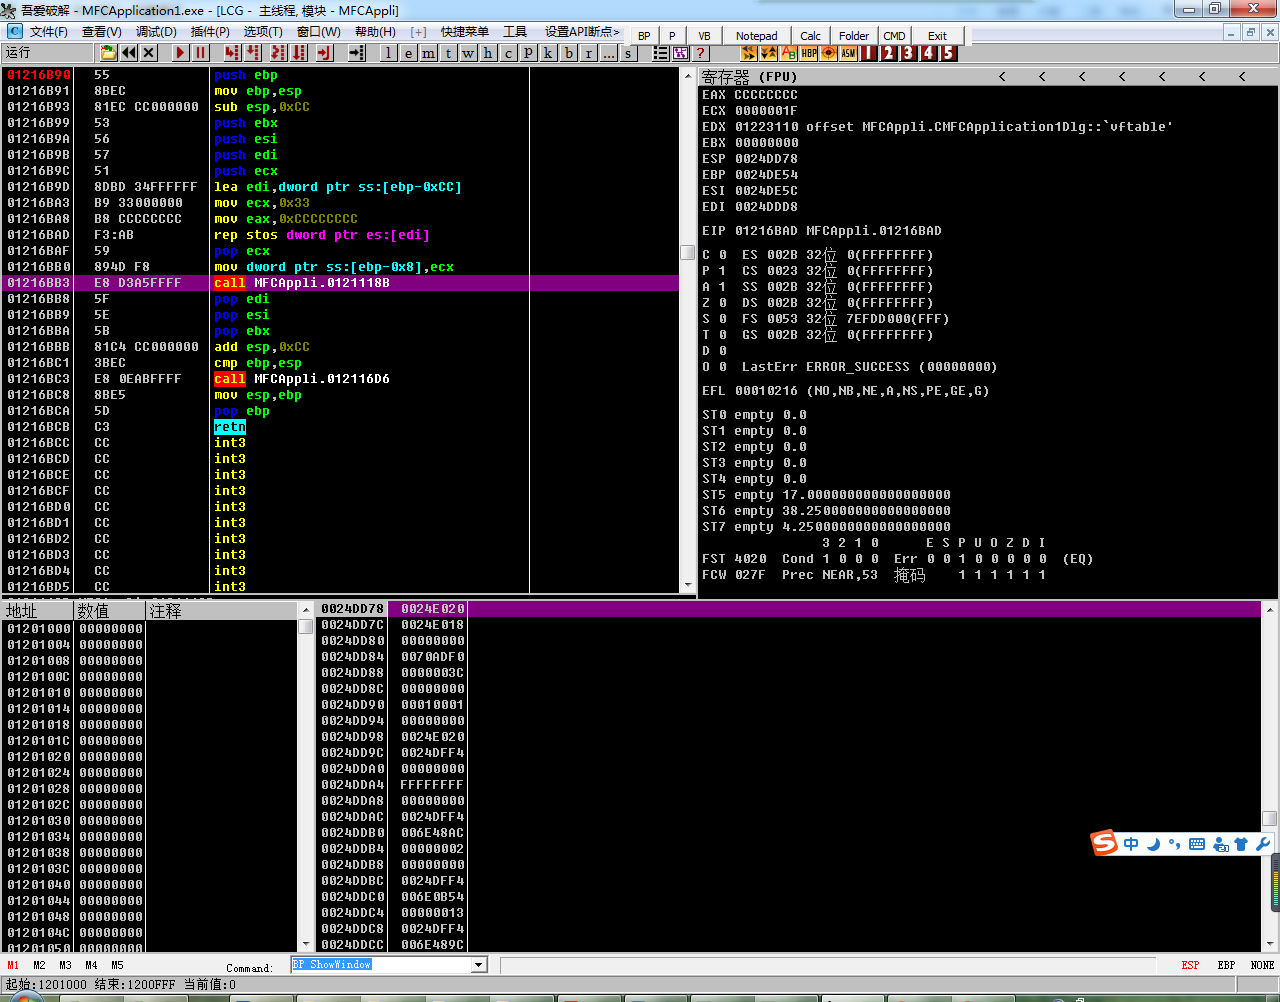 吾爱破解 - MFCApplication1.exe - [LCG - 主线程, 模块 - MFCAppli]
文件(F) 查看(V) 调试(D) 插件(P) 选项(T) 窗口(W) 帮助(H) [+] 快捷菜单 工具 设置API断点> BP P VB Notepad Calc Folder CMD Exit
运行 l e m t w h c p k b r ... s ? HBP ASM 1 2 3 4 5
01216B90 55 push ebp
01216B91 8BEC mov ebp,esp
01216B93 81EC CC000000 sub esp,0xCC
01216B99 53 push ebx
01216B9A 56 push esi
01216B9B 57 push edi
01216B9C 51 push ecx
01216B9D 8DBD 34FFFFFF lea edi,dword ptr ss:[ebp-0xCC]
01216BA3 B9 33000000 mov ecx,0x33
01216BA8 B8 CCCCCCCC mov eax,0xCCCCCCCC
01216BAD F3:AB rep stos dword ptr es:[edi]
01216BAF 59 pop ecx
01216BB0 894D F8 mov dword ptr ss:[ebp-0x8],ecx
01216BB3 E8 D3A5FFFF call MFCAppli.0121118B
01216BB8 5F pop edi
01216BB9 5E pop esi
01216BBA 5B pop ebx
01216BBB 81C4 CC000000 add esp,0xCC
01216BC1 3BEC cmp ebp,esp
01216BC3 E8 0EABFFFF call MFCAppli.012116D6
01216BC8 8BE5 mov esp,ebp
01216BCA 5D pop ebp
01216BCB C3 retn
01216BCC CC int3
01216BCD CC int3
01216BCE CC int3
01216BCF CC int3
01216BD0 CC int3
01216BD1 CC int3
01216BD2 CC int3
01216BD3 CC int3
01216BD4 CC int3
01216BD5 CC int3
寄存器 (FPU) < < < < < < <
EAX CCCCCCCC
ECX 0000001F
EDX 01223110 offset MFCAppli.CMFCApplication1Dlg::`vftable'
EBX 00000000
ESP 0024DD78
EBP 0024DE54
ESI 0024DE5C
EDI 0024DDD8
EIP 01216BAD MFCAppli.01216BAD
C 0 ES 002B 32位 0(FFFFFFFF)
P 1 CS 0023 32位 0(FFFFFFFF)
A 1 SS 002B 32位 0(FFFFFFFF)
Z 0 DS 002B 32位 0(FFFFFFFF)
S 0 FS 0053 32位 7EFDD000(FFF)
T 0 GS 002B 32位 0(FFFFFFFF)
D 0
O 0 LastErr ERROR_SUCCESS (00000000)
EFL 00010216 (NO,NB,NE,A,NS,PE,GE,G)
ST0 empty 0.0
ST1 empty 0.0
ST2 empty 0.0
ST3 empty 0.0
ST4 empty 0.0
ST5 empty 17.000000000000000000
ST6 empty 38.250000000000000000
ST7 empty 4.2500000000000000000
3 2 1 0 E S P U O Z D I
FST 4020 Cond 1 0 0 0 Err 0 0 1 0 0 0 0 0 (EQ)
FCW 027F Prec NEAR,53 掩码 1 1 1 1 1 1
地址 数值 注释
01201000 00000000
01201004 00000000
01201008 00000000
0120100C 00000000
01201010 00000000
01201014 00000000
01201018 00000000
0120101C 00000000
01201020 00000000
01201024 00000000
01201028 00000000
0120102C 00000000
01201030 00000000
01201034 00000000
01201038 00000000
0120103C 00000000
01201040 00000000
01201044 00000000
01201048 00000000
0120104C 00000000
01201050 00000000
0024DD78 0024E020
0024DD7C 0024E018
0024DD80 00000000
0024DD84 0070ADF0
0024DD88 0000003C
0024DD8C 00000000
0024DD90 00010001
0024DD94 00000000
0024DD98 0024E020
0024DD9C 0024DFF4
0024DDA0 00000000
0024DDA4 FFFFFFFF
0024DDA8 00000000
0024DDAC 0024DFF4
0024DDB0 006E48AC
0024DDB4 00000002
0024DDB8 00000000
0024DDBC 0024DFF4
0024DDC0 006E0B54
0024DDC4 00000013
0024DDC8 0024DFF4
0024DDCC 006E489C
S 中
M1 M2 M3 M4 M5 Command: BP ShowWindow ESP EBP NONE
起始:1201000 结束:1200FFF 当前值:0